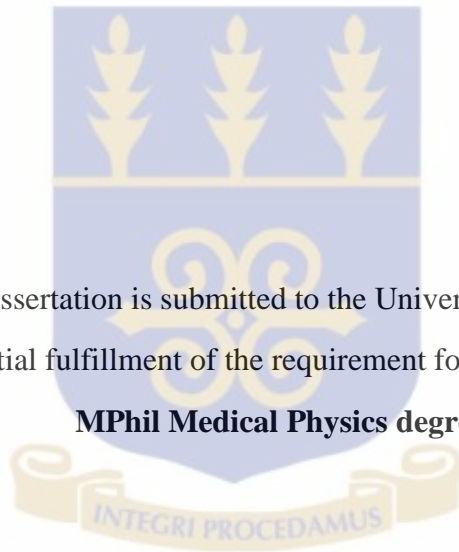 ssertation is submitted to the Univer
tial fulfillment of the requirement fo
MPhil Medical Physics degr
INTEGRI PROCEDAMUS